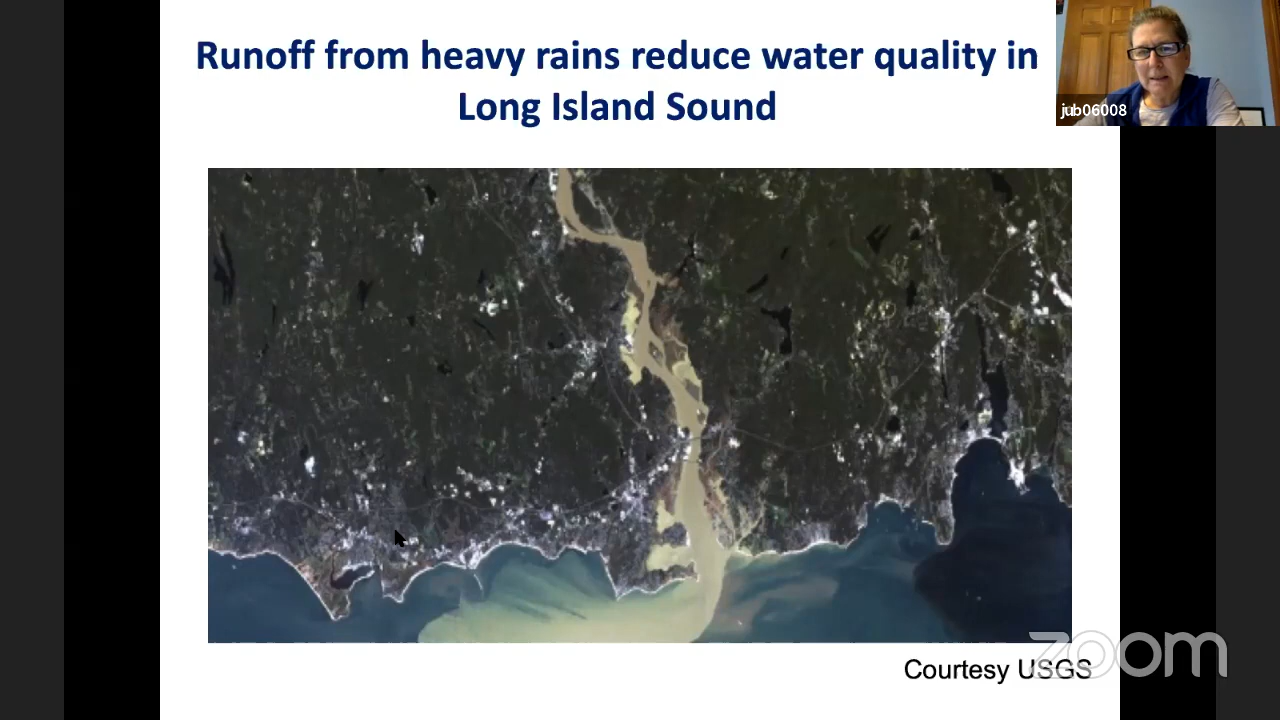 Runoff from heavy rains reduce water quality in
Long Island Sound
jub06008
Courtesy USGS
zoom